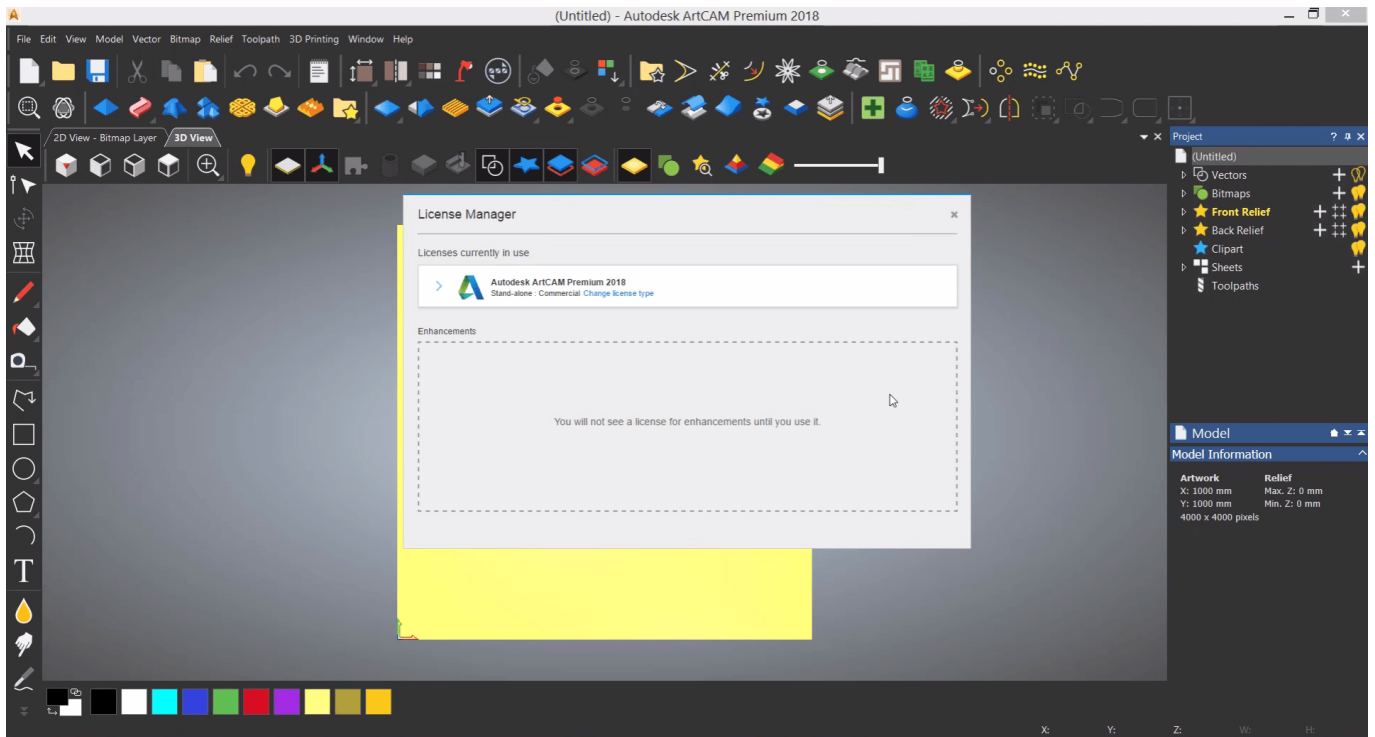 (Untitled) - Autodesk ArtCAM Premium 2018
File Edit View Model Vector Bitmap Relief Toolpath 3D Printing Window Help
2D View - Bitmap Layer 3D View
Project
(Untitled)
Vectors
Bitmaps
Front Relief
Back Relief
Clipart
Sheets
Toolpaths
License Manager
Licenses currently in use
Autodesk ArtCAM Premium 2018
Stand-alone : Commercial Change license type
Enhancements
You will not see a license for enhancements until you use it.
Model
Model Information
Artwork Relief
X: 1000 mm Max. Z: 0 mm
Y: 1000 mm Min. Z: 0 mm
4000 x 4000 pixels
T
X: Y: Z: W: H: